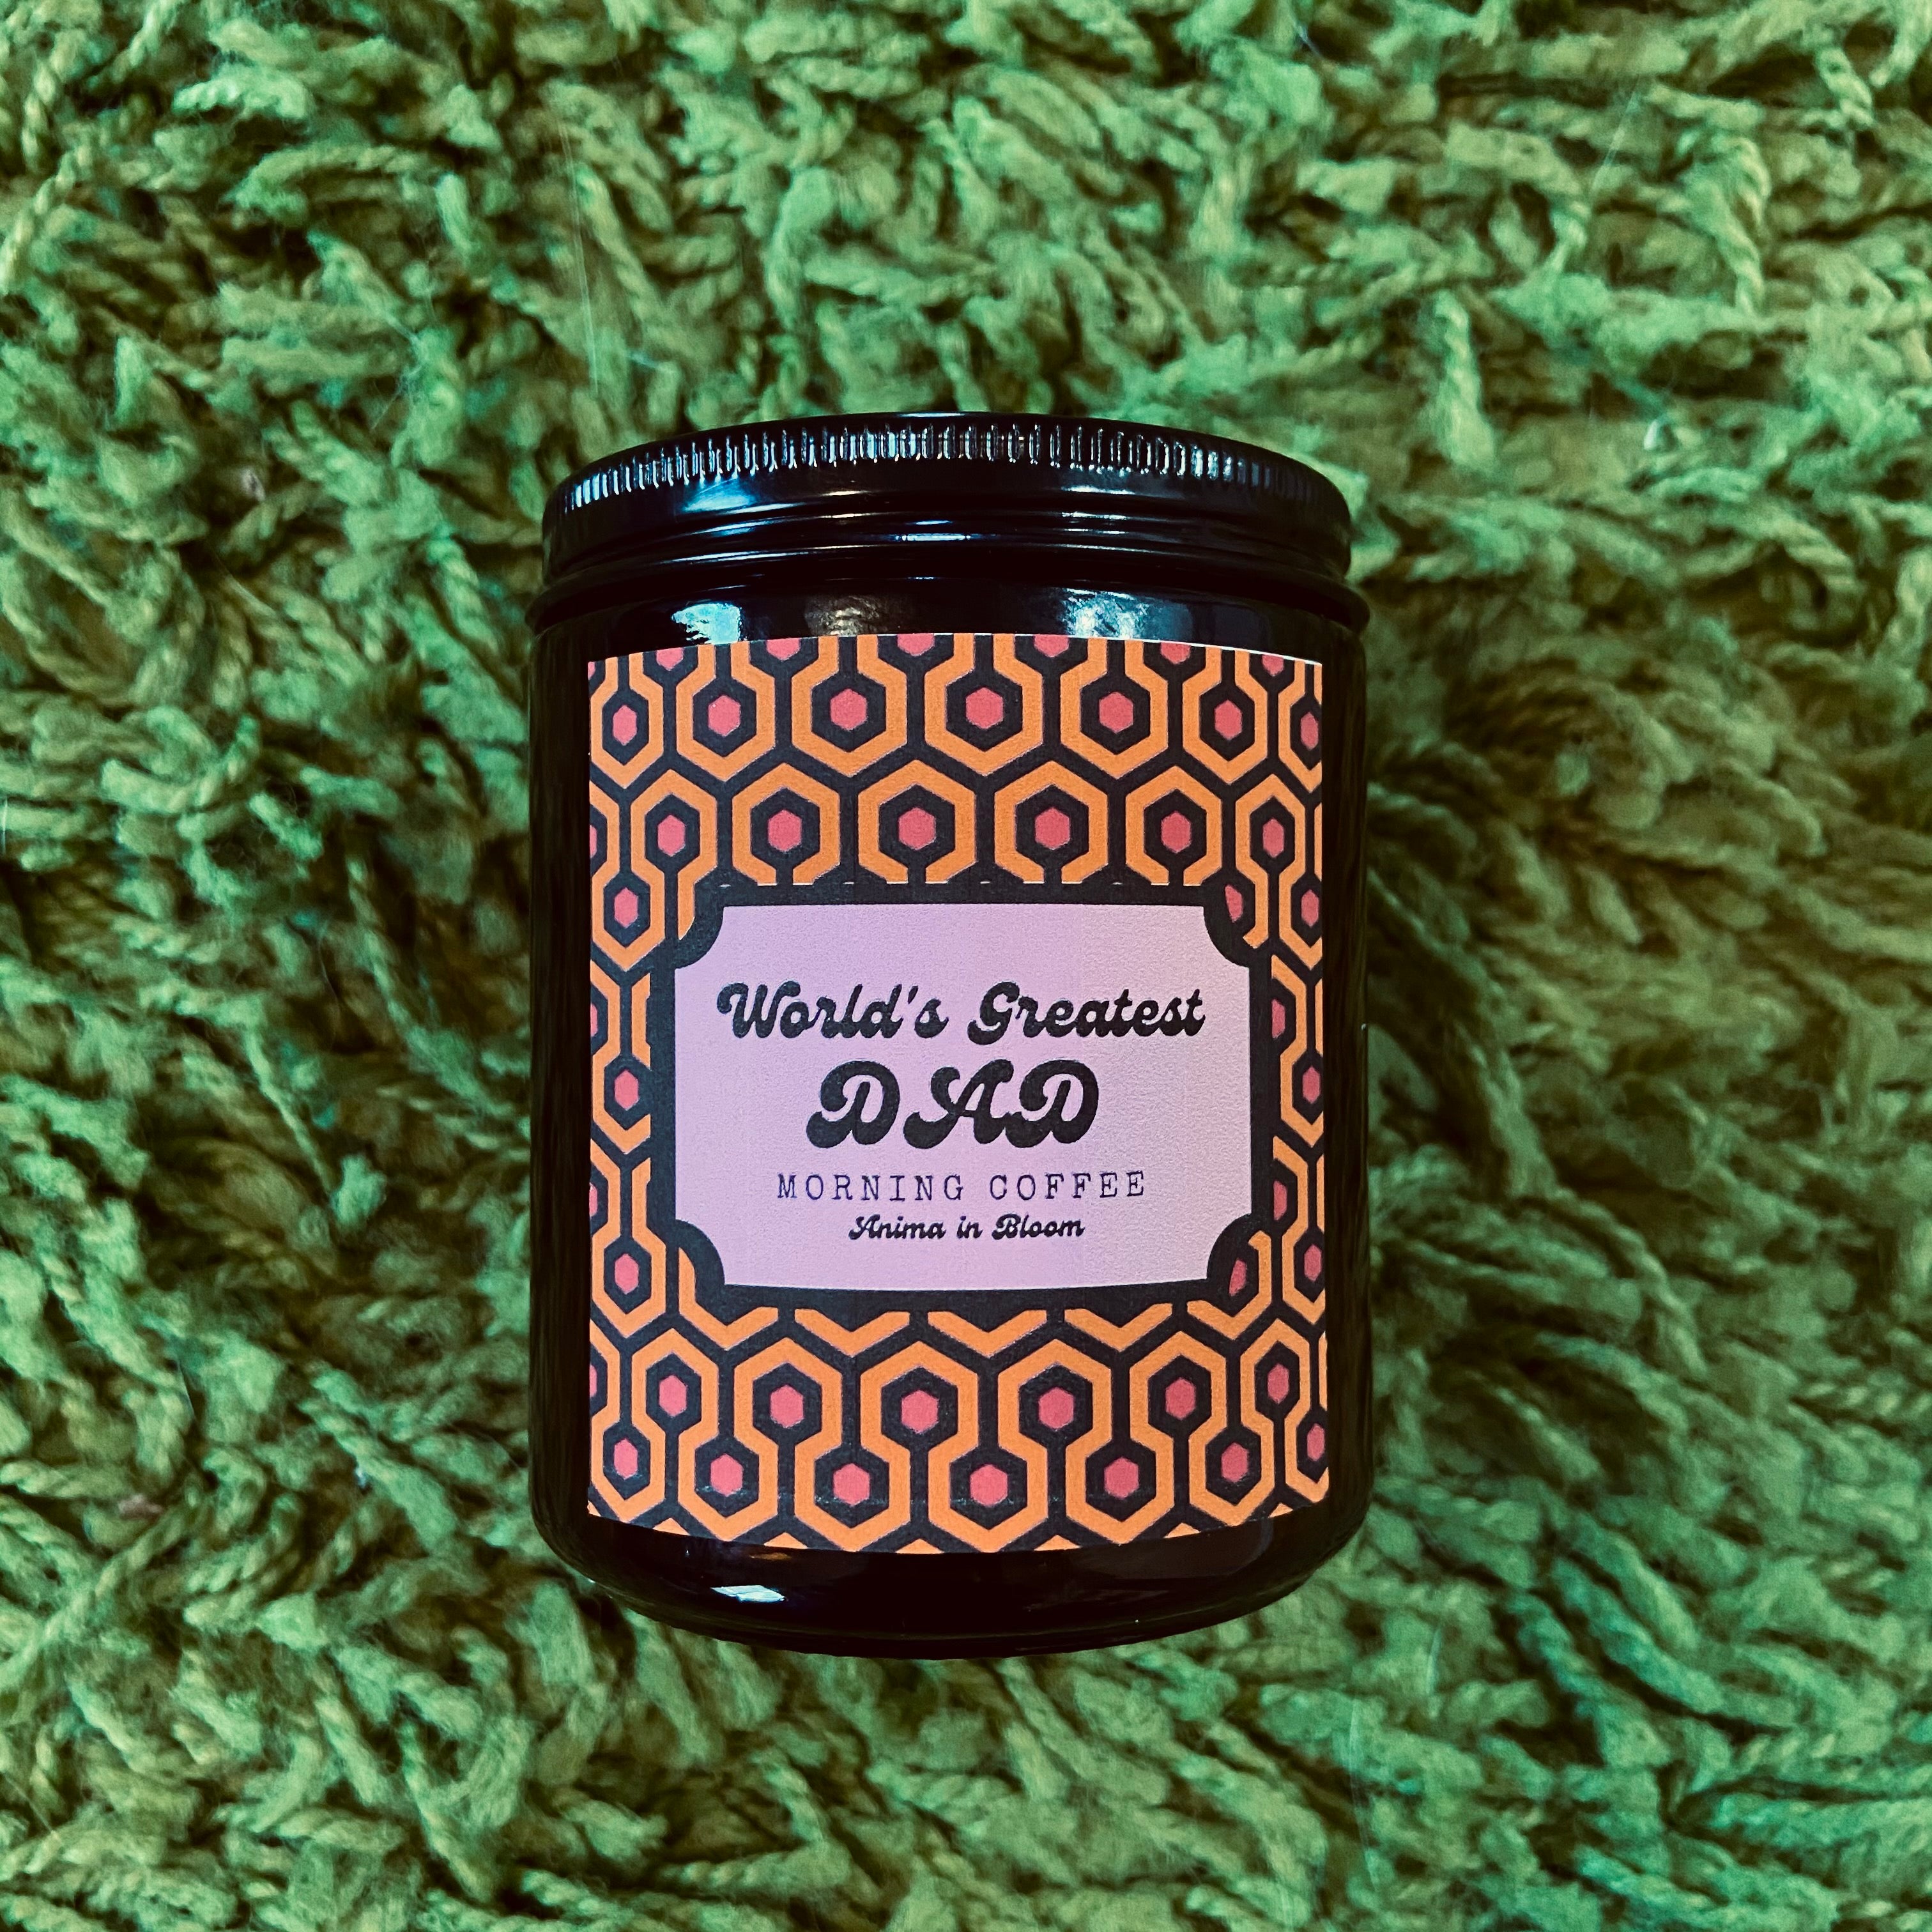 World's Greatest
DAD
MORNING COFFEE
Anima in Bloom